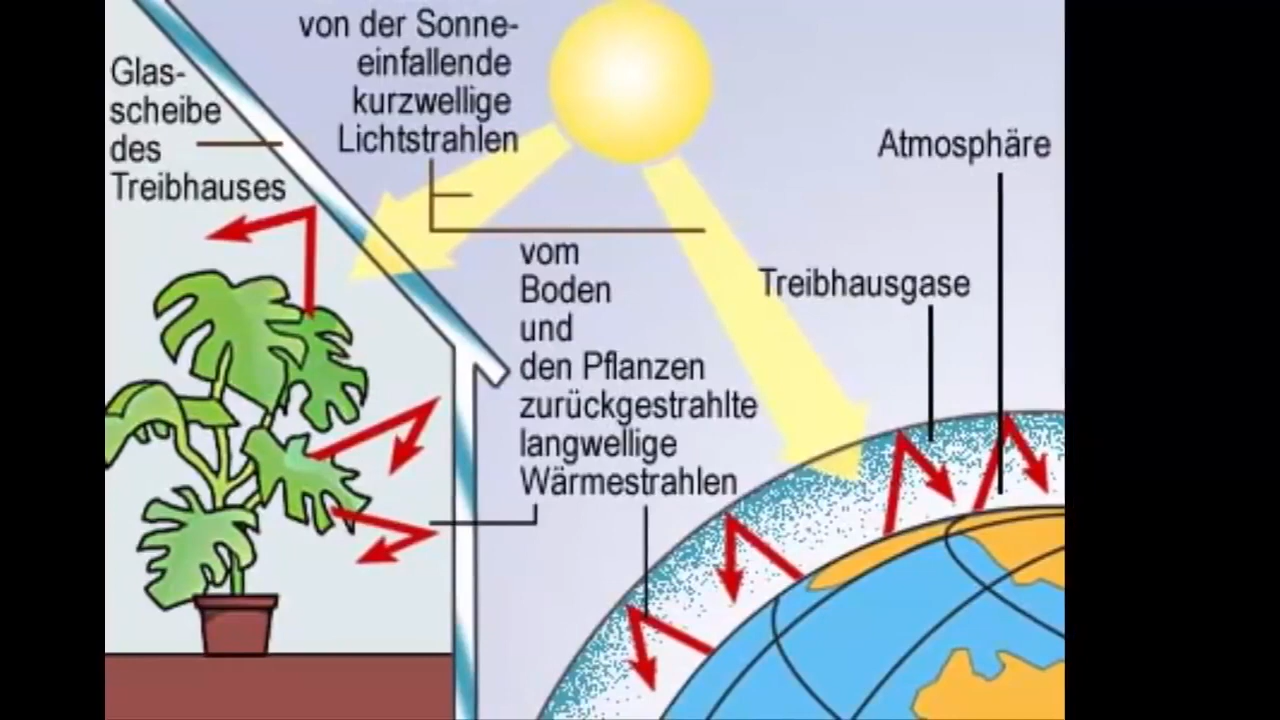 Glas-
scheibe
des
Treibhauses
von der Sonne-
einfallende
kurzwellige
Lichtstrahlen
vom
Boden
und
den Pflanzen
zurückgestrahlte
langwellige
Wärmestrahlen
Treibhausgase
Atmosphäre